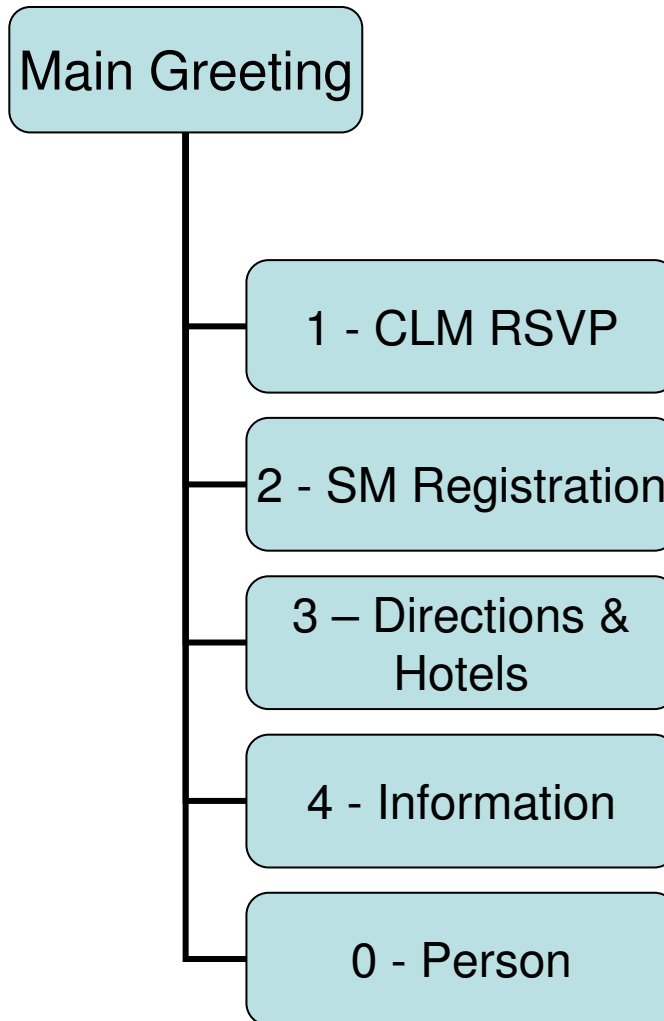 Main Greeting
1 - CLM RSVP
2 - SM Registration
3 – Directions &
Hotels
4 - Information
0 - Person